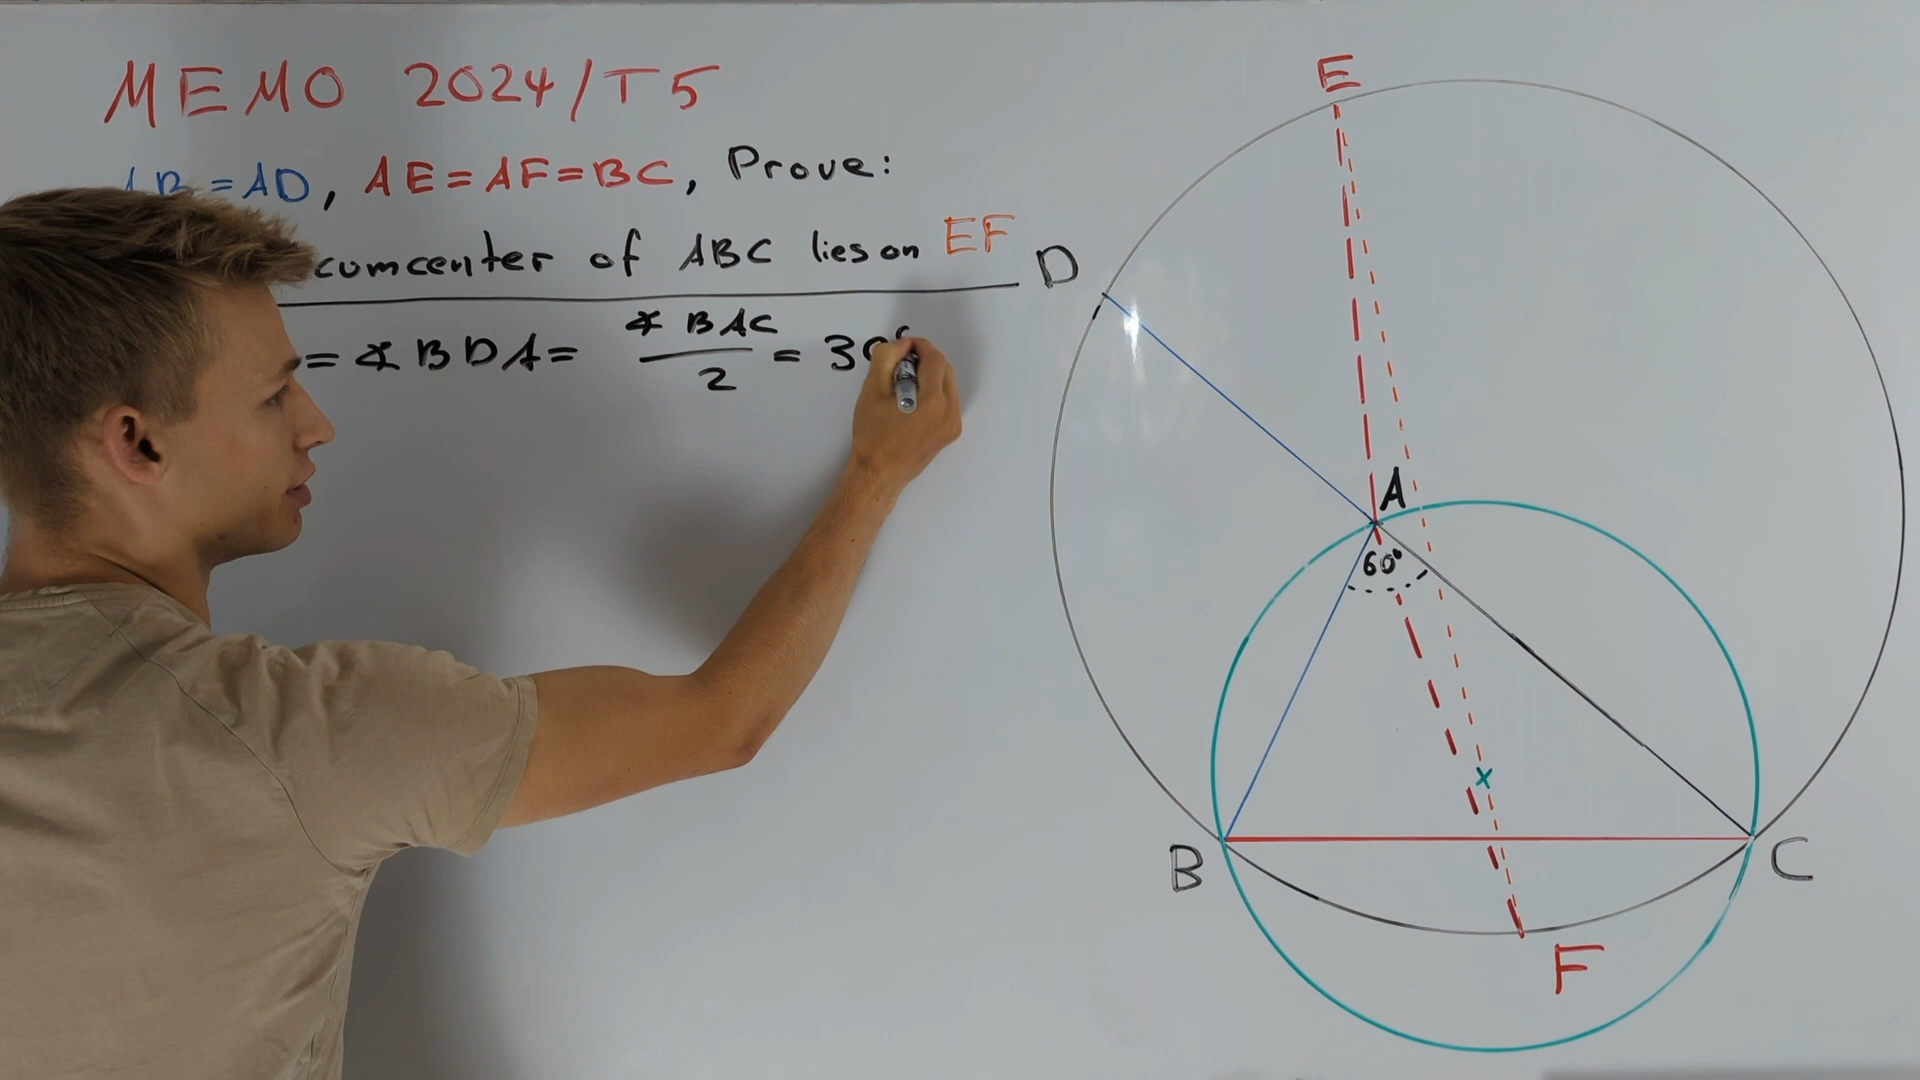 MEMO 2024/T5
AB=AD, AE=AF=BC, Prove:
cumcenter of ABC lies on EF
= ∢BDA = ∢BAC/2 = 30°
E
D
A
60°
B
C
F